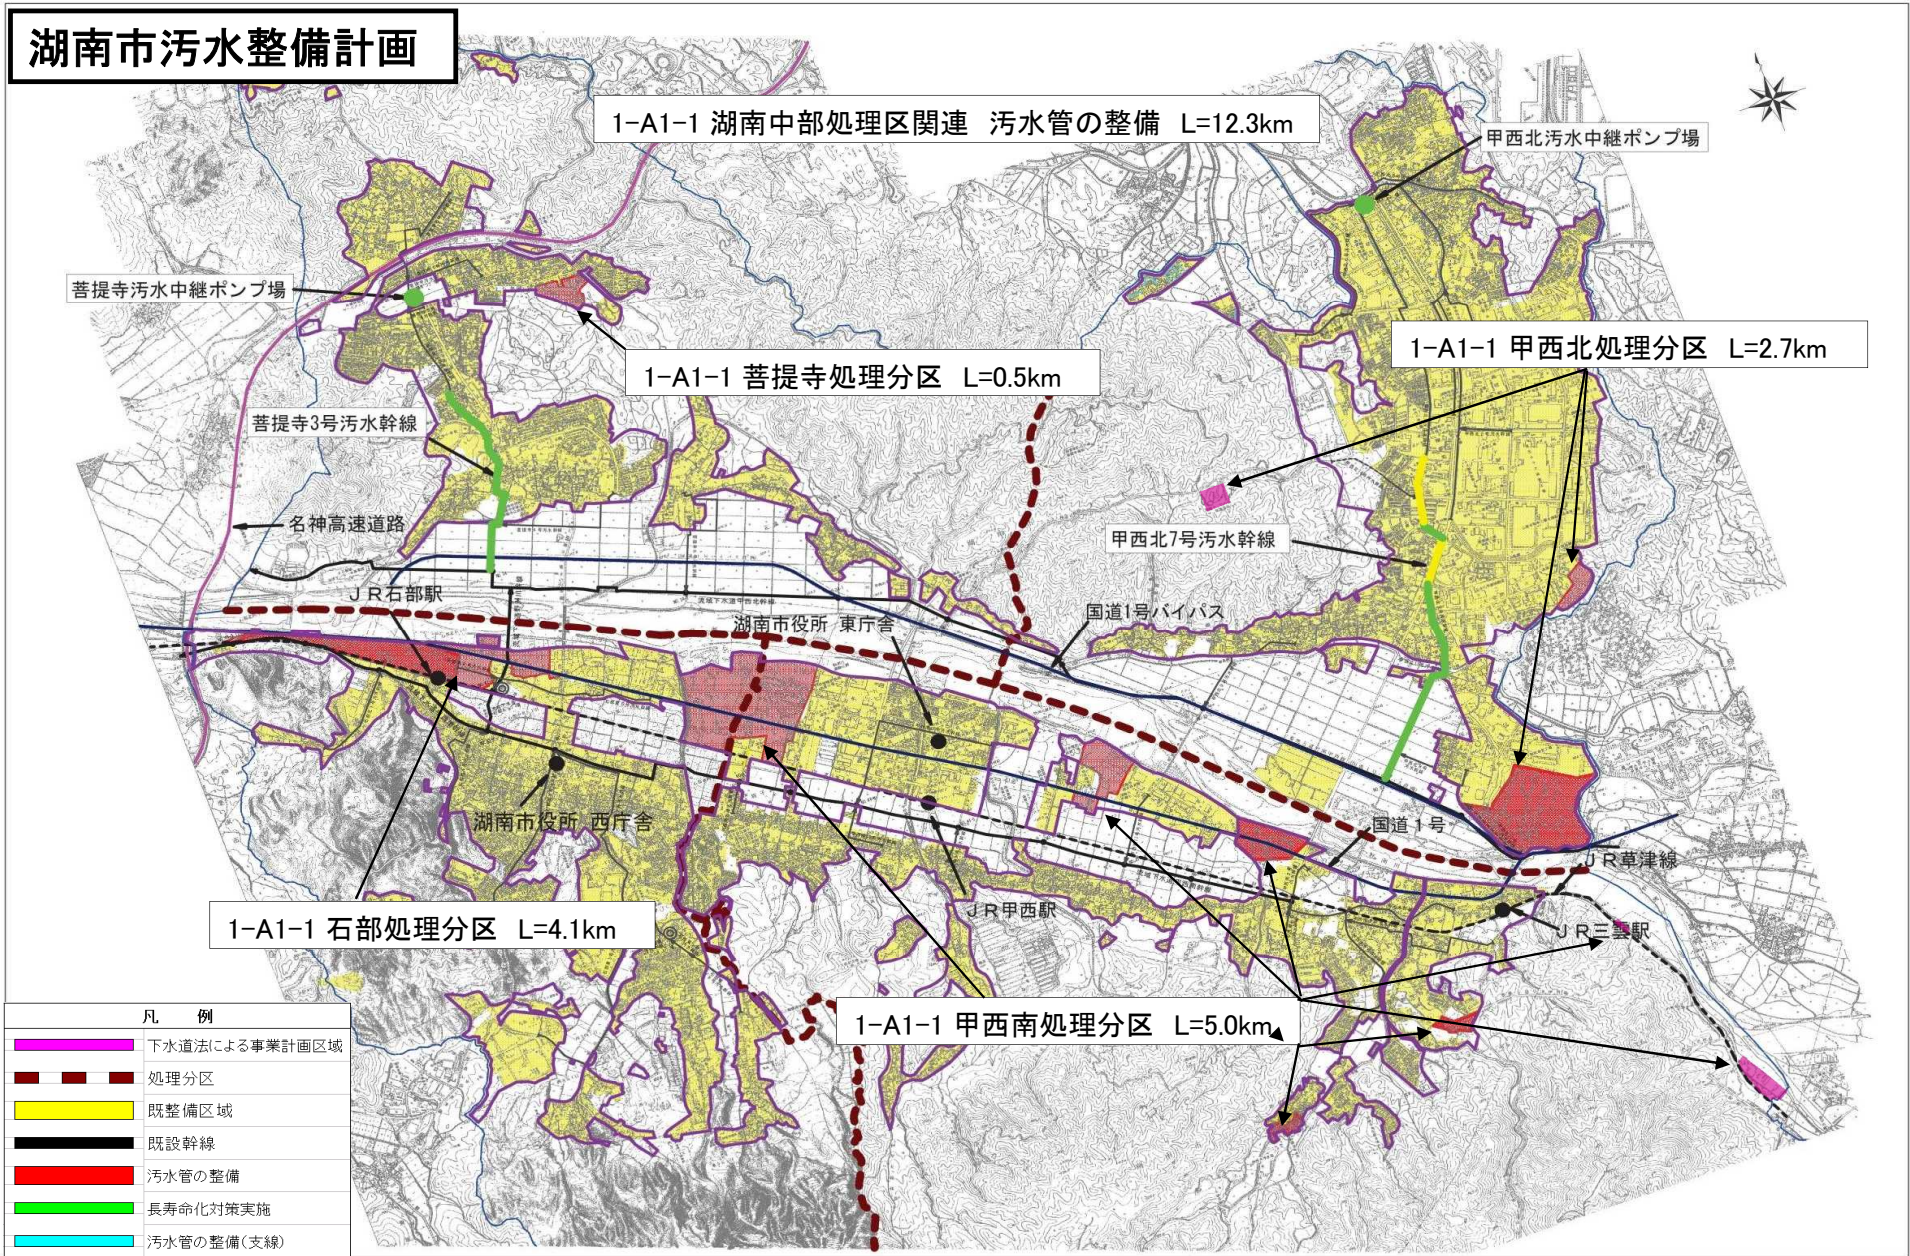 湖南市汚水整備計画
1-A1-1 湖南中部処理区関連 汚水管の整備 L=12.3km
甲西北汚水中継ポンプ場
菩提寺汚水中継ポンプ場
1-A1-1 甲西北処理分区 L=2.7km
1-A1-1 菩提寺処理分区 L=0.5km
菩提寺3号汚水幹線
名神高速道路
甲西北7号汚水幹線
JR石部駅
流域下水道甲西北幹線
湖南市役所 東庁舎
国道1号バイパス
湖南市役所 西庁舎
国道1号
JR草津線
JR甲西駅
JR三雲駅
1-A1-1 石部処理分区 L=4.1km
1-A1-1 甲西南処理分区 L=5.0km
凡 例
下水道法による事業計画区域
処理分区
既整備区域
既設幹線
汚水管の整備
長寿命化対策実施
汚水管の整備(支線)